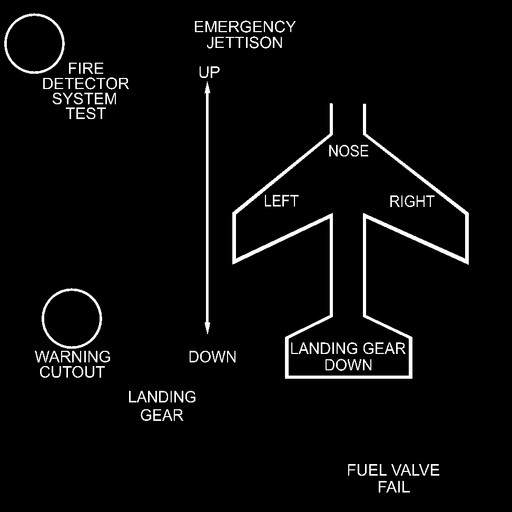 EMERGENCY
JETTISON
FIRE
DETECTOR
SYSTEM
TEST
UP
NOSE
LEFT
RIGHT
WARNING
CUTOUT
DOWN
LANDING GEAR
DOWN
LANDING
GEAR
FUEL VALVE
FAIL